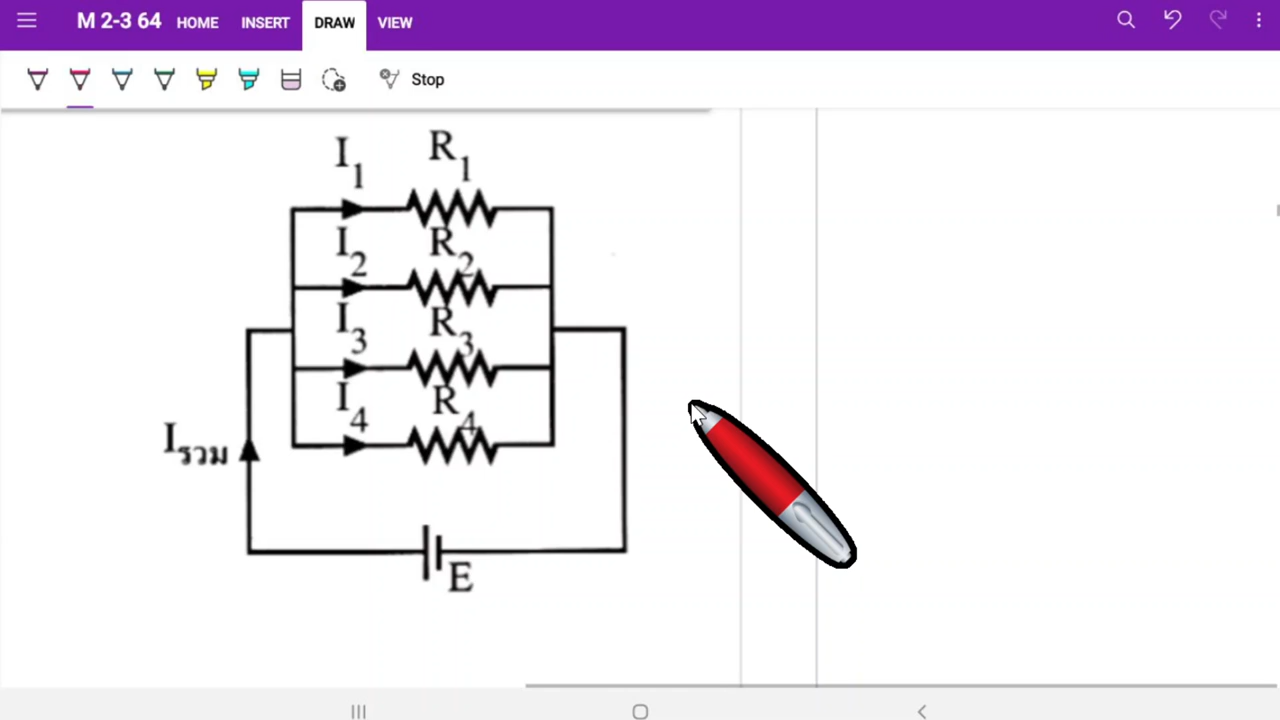 M 2-3 64 HOME INSERT DRAW VIEW
Stop
I1 R1
I2 R2
I3 R3
I4 R4
Iรวม
E